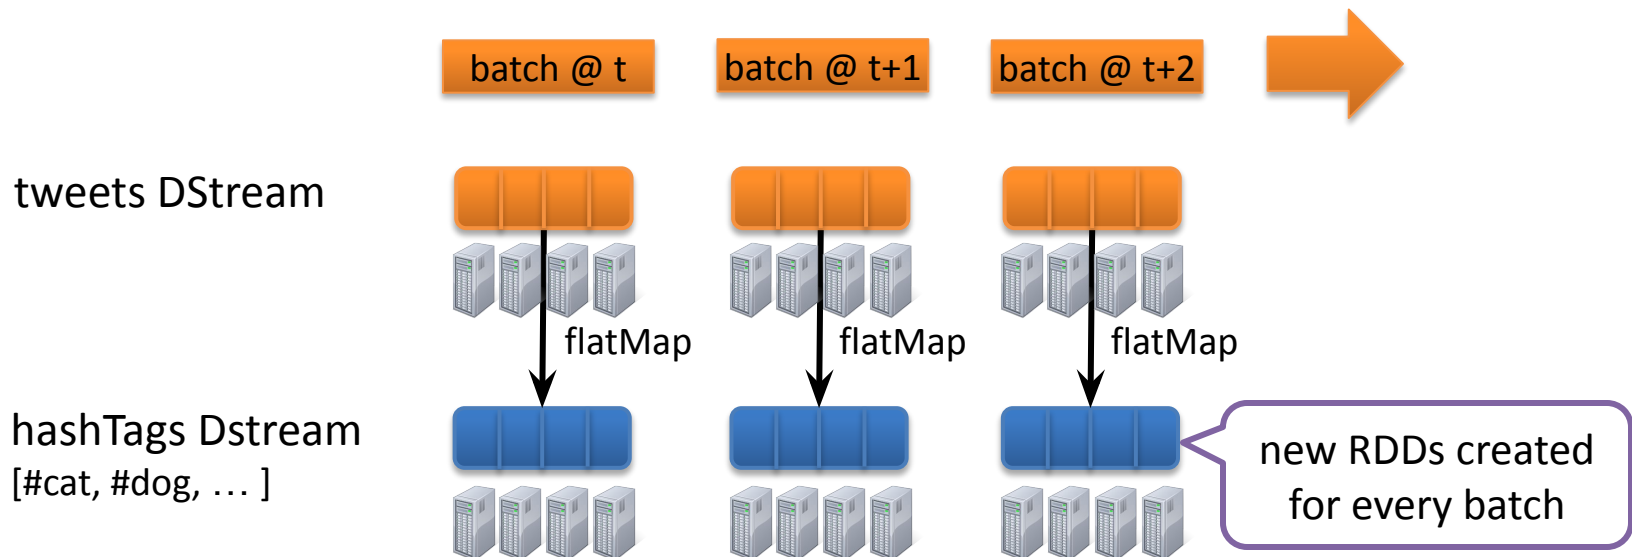 batch @ t
batch @ t+1
batch @ t+2
tweets DStream
flatMap
flatMap
flatMap
hashTags Dstream
[#cat, #dog, … ]
new RDDs created
for every batch